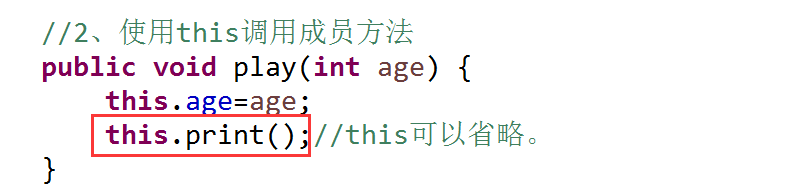 //2、使用this调用成员方法
public void play(int age) {
    this.age=age;
    this.print();//this可以省略。
}